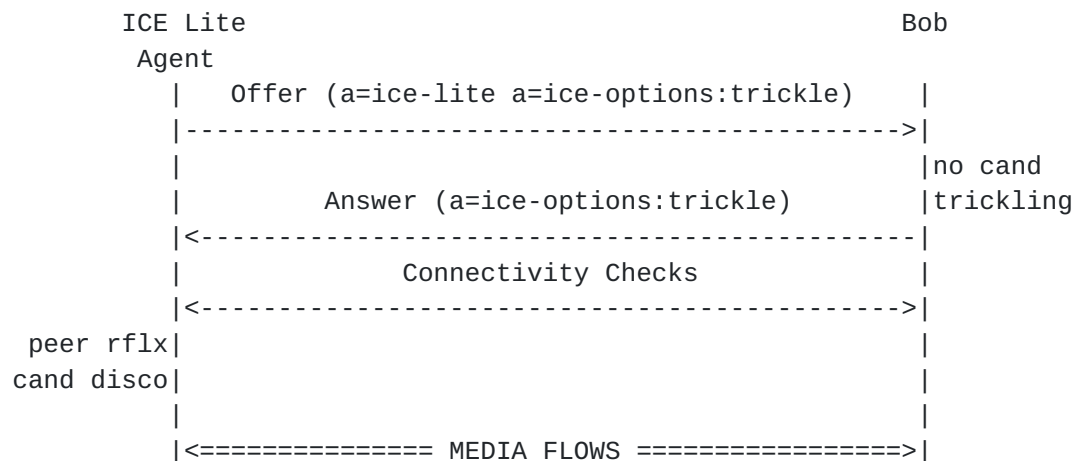 ICE Lite                                          Bob
 Agent
   |   Offer (a=ice-lite a=ice-options:trickle)    |
   |---------------------------------------------->|
   |                                               |no cand
   |         Answer (a=ice-options:trickle)        |trickling
   |<----------------------------------------------|
   |              Connectivity Checks              |
   |<--------------------------------------------->|
peer rflx|                                               |
cand disco|                                               |
   |                                               |
   |<=============== MEDIA FLOWS =================>|